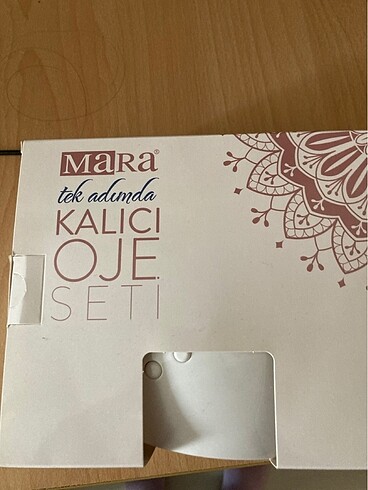 MARA®
tek adımda
KALICI
OJE
SETI